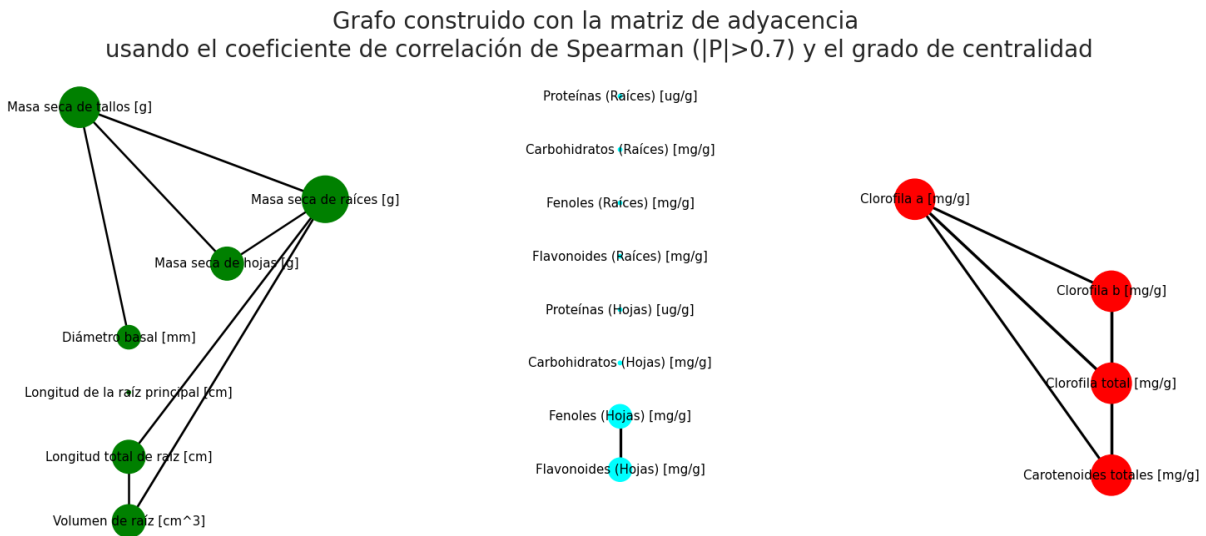 Grafo construido con la matriz de adyacencia
usando el coeficiente de correlación de Spearman (|P|>0.7) y el grado de centralidad
Masa seca de tallos [g]
Masa seca de raíces [g]
Masa seca de hojas [g]
Diámetro basal [mm]
Longitud de la raíz principal [cm]
Longitud total de raíz [cm]
Volumen de raíz [cm^3]
Proteínas (Raíces) [ug/g]
Carbohidratos (Raíces) [mg/g]
Fenoles (Raíces) [mg/g]
Flavonoides (Raíces) [mg/g]
Proteínas (Hojas) [ug/g]
Carbohidratos (Hojas) [mg/g]
Fenoles (Hojas) [mg/g]
Flavonoides (Hojas) [mg/g]
Clorofila a [mg/g]
Clorofila b [mg/g]
Clorofila total [mg/g]
Carotenoides totales [mg/g]